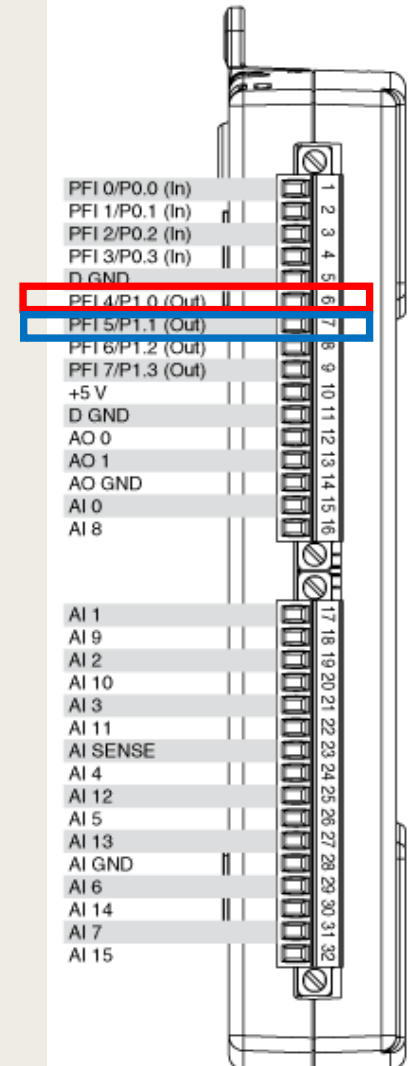 PFI 0/P0.0 (In) 1
PFI 1/P0.1 (In) 2
PFI 2/P0.2 (In) 3
PFI 3/P0.3 (In) 4
D GND 5
PFI 4/P1.0 (Out) 6
PFI 5/P1.1 (Out) 7
PFI 6/P1.2 (Out) 8
PFI 7/P1.3 (Out) 9
+5 V 10
D GND 11
AO 0 12
AO 1 13
AO GND 14
AI 0 15
AI 8 16
AI 1 17
AI 9 18
AI 2 19
AI 10 20
AI 3 21
AI 11 22
AI SENSE 23
AI 4 24
AI 12 25
AI 5 26
AI 13 27
AI GND 28
AI 6 29
AI 14 30
AI 7 31
AI 15 32